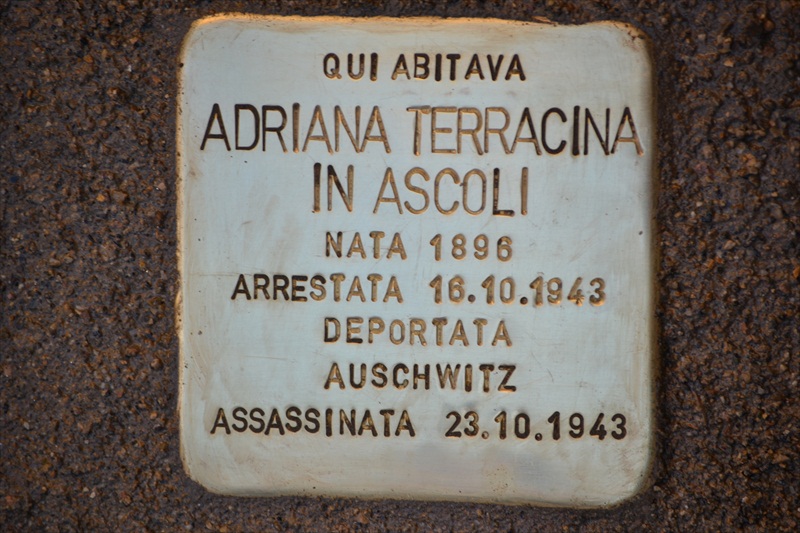 QUI ABITAVA
ADRIANA TERRACINA
IN ASCOLI
NATA 1896
ARRESTATA 16.10.1943
DEPORTATA
AUSCHWITZ
ASSASSINATA 23.10.1943